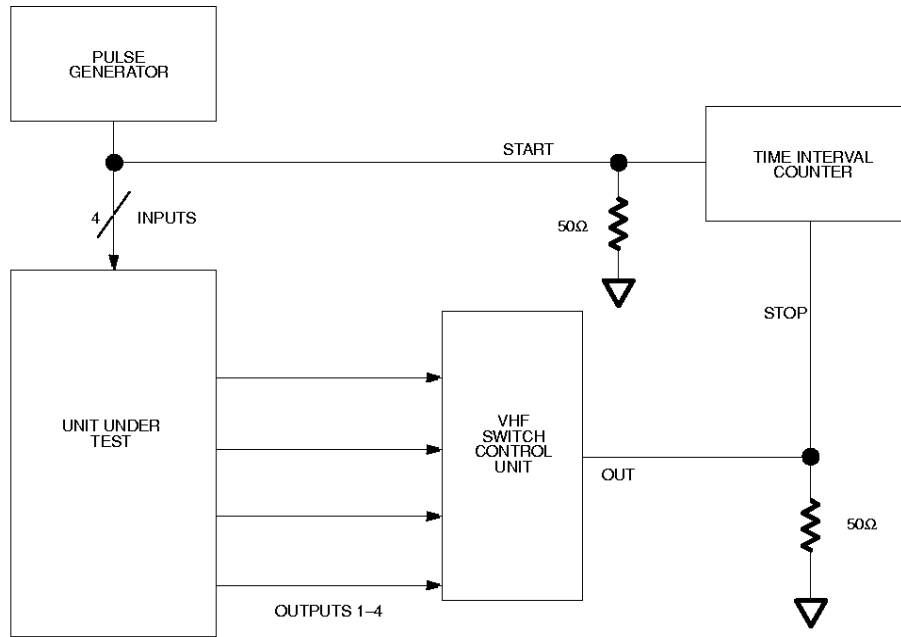 PULSE
GENERATOR
START
TIME INTERVAL
COUNTER
4 INPUTS
50Ω
STOP
UNIT UNDER
TEST
VHF
SWITCH
CONTROL
UNIT
OUT
50Ω
OUTPUTS 1–4